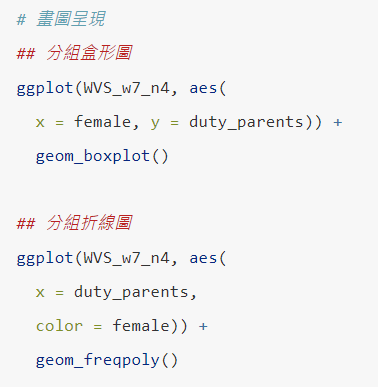 # 畫圖呈現
## 分組盒形圖
ggplot(WVS_w7_n4, aes(
  x = female, y = duty_parents)) +
  geom_boxplot()

## 分組折線圖
ggplot(WVS_w7_n4, aes(
  x = duty_parents,
  color = female)) +
  geom_freqpoly()